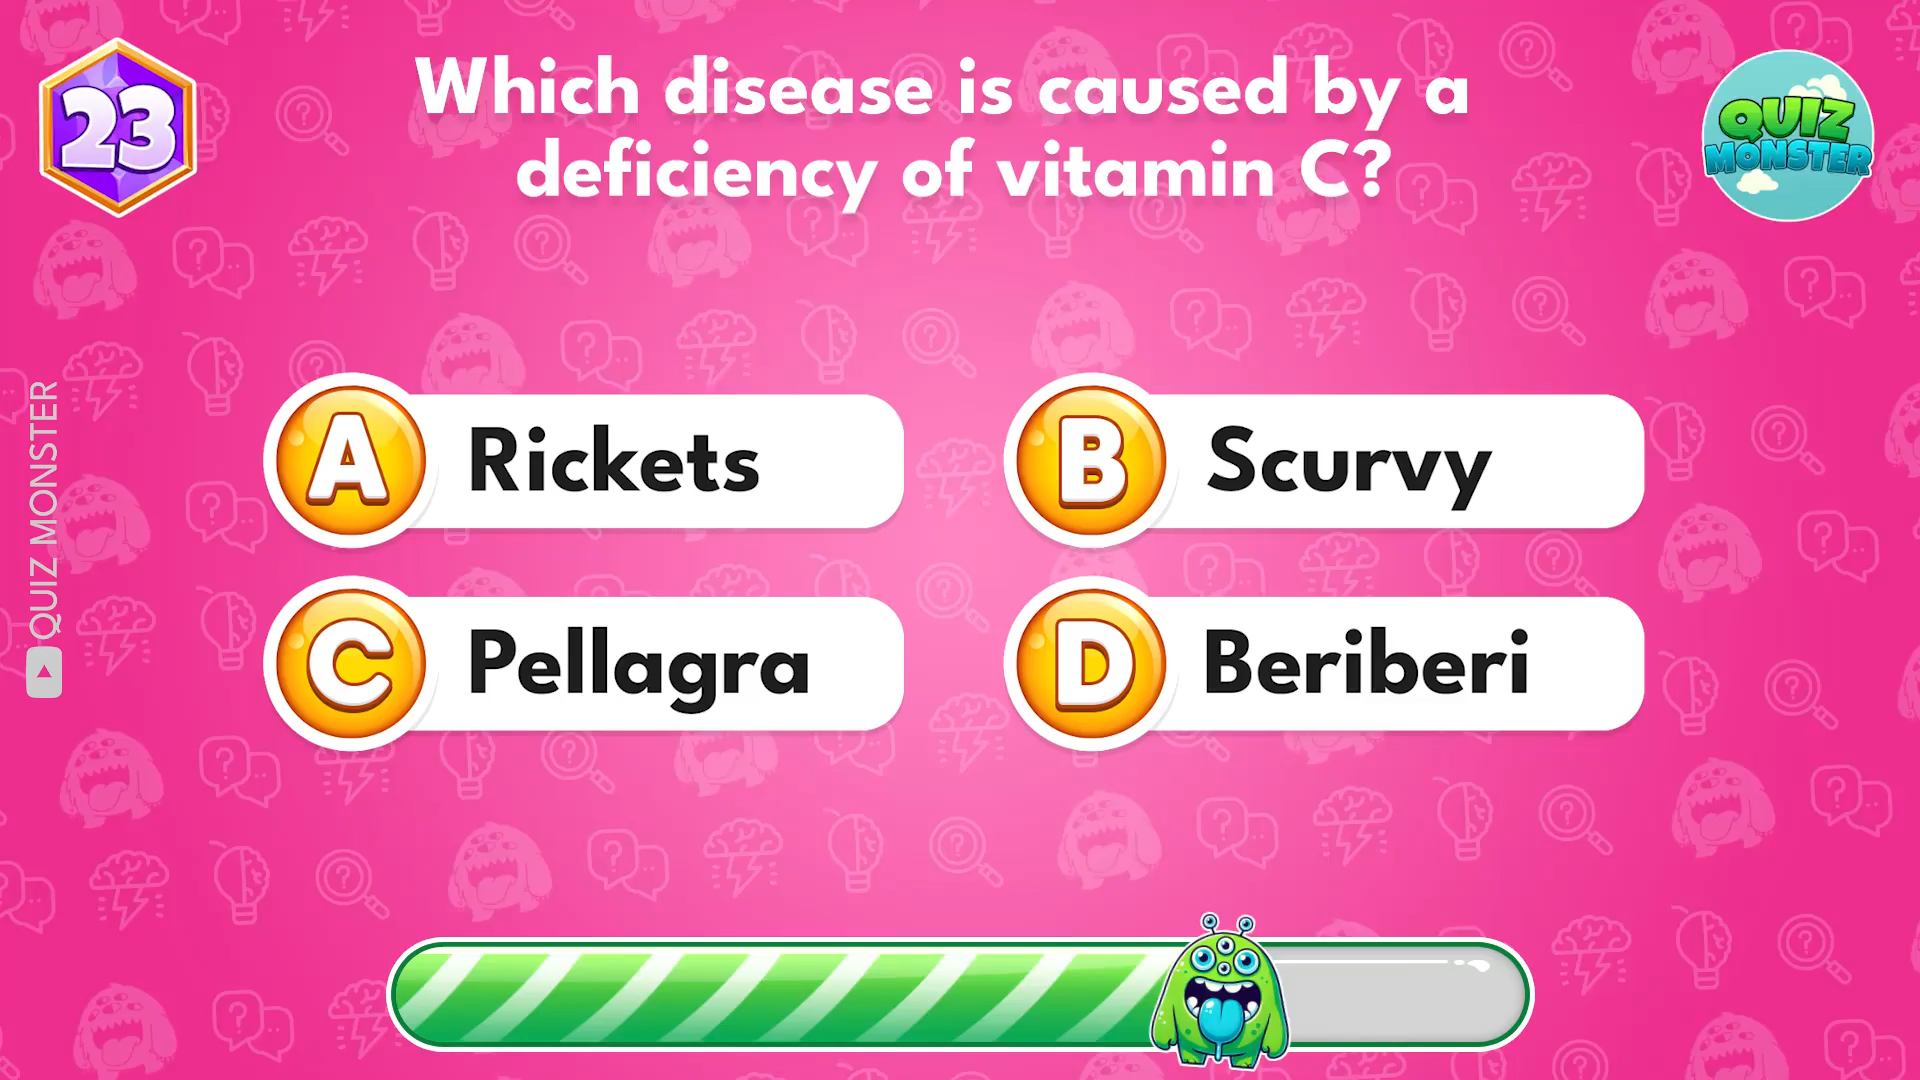 23
Which disease is caused by a
deficiency of vitamin C?
QUIZ
MONSTER
A Rickets
B Scurvy
C Pellagra
D Beriberi
QUIZ MONSTER